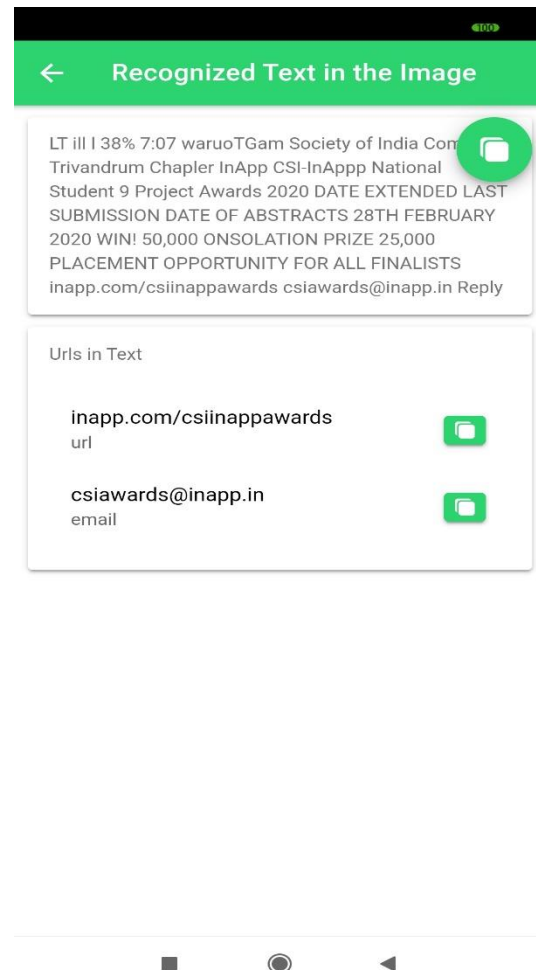 100
Recognized Text in the Image
LT ill l 38% 7:07 waruoTGam Society of India Com
Trivandrum Chapler InApp CSI-InAppp National
Student 9 Project Awards 2020 DATE EXTENDED LAST
SUBMISSION DATE OF ABSTRACTS 28TH FEBRUARY
2020 WIN! 50,000 ONSOLATION PRIZE 25,000
PLACEMENT OPPORTUNITY FOR ALL FINALISTS
inapp.com/csiinappawards csiawards@inapp.in Reply
Urls in Text
inapp.com/csiinappawards
url
csiawards@inapp.in
email